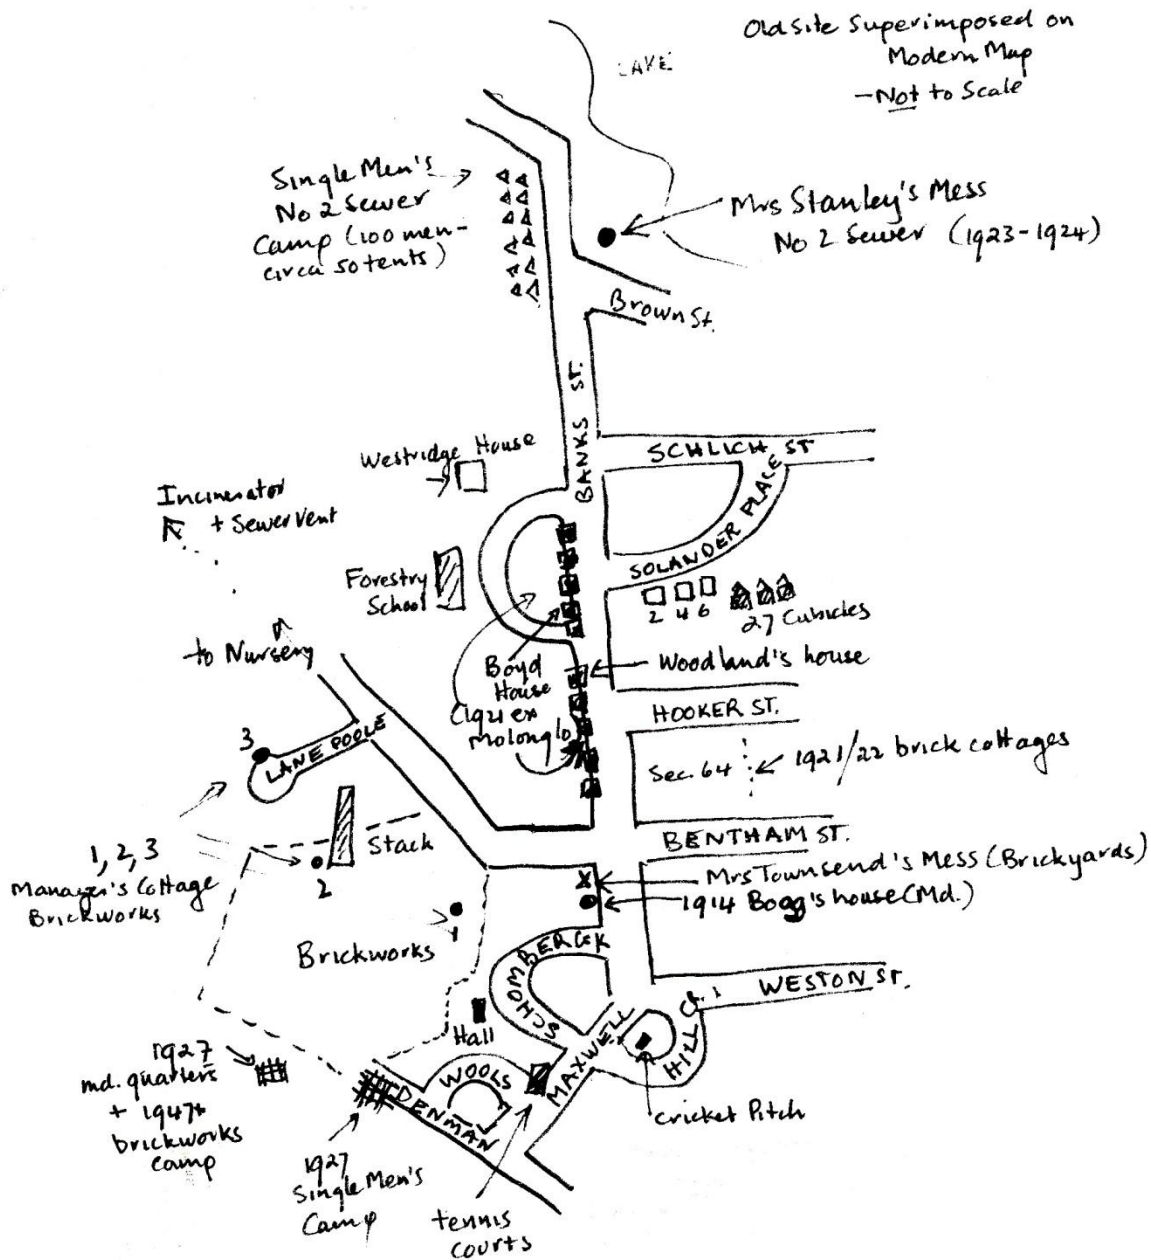 Old site Superimposed on
Modern Map
- Not to Scale
LAKE
Single Men's
No 2 Sewer
Camp (100 men -
circa 50 tents)
Mrs Stanley's Mess
No 2 Sewer (1923-1924)
Brown St.
BANKS ST.
SCHLICH ST
SOLANDER PLACE
Westridge House
Incinerator
+ Sewer Vent
Forestry
School
2 4 6
27 Cubicles
to Nursery
Boyd
House
(1921 ex
Molonglo)
Woodland's house
HOOKER ST.
Sec. 64
1921/22 brick cottages
3
LANE POOLE
BENTHAM ST.
Stack
1, 2, 3
Manager's Cottage
Brickworks
2
Mrs Townsend's Mess (Brickyards)
1914 Bogg's house (Md.)
1
Brickworks
SCHOMBERGK
WESTON ST.
Hall
MAXWELL
HILL CR.
WOOLS
DENMAN
Cricket Pitch
1927
md. quarters
+ 1947+
brickworks
Camp
1927
Single Men's
Camp
tennis
courts